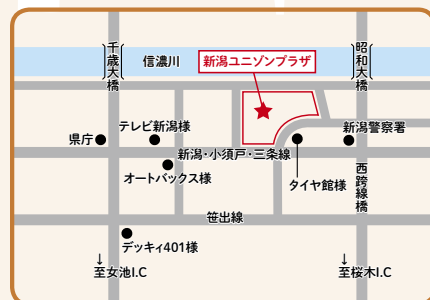 千歳大橋
信濃川
新潟ユニゾンプラザ
昭和大橋
県庁
テレビ新潟様
新潟警察署
新潟・小須戸・三条線
オートバックス様
タイヤ館様
西跨線橋
笹出線
デッキィ401様
↓
至女池I.C
↓
至桜木I.C